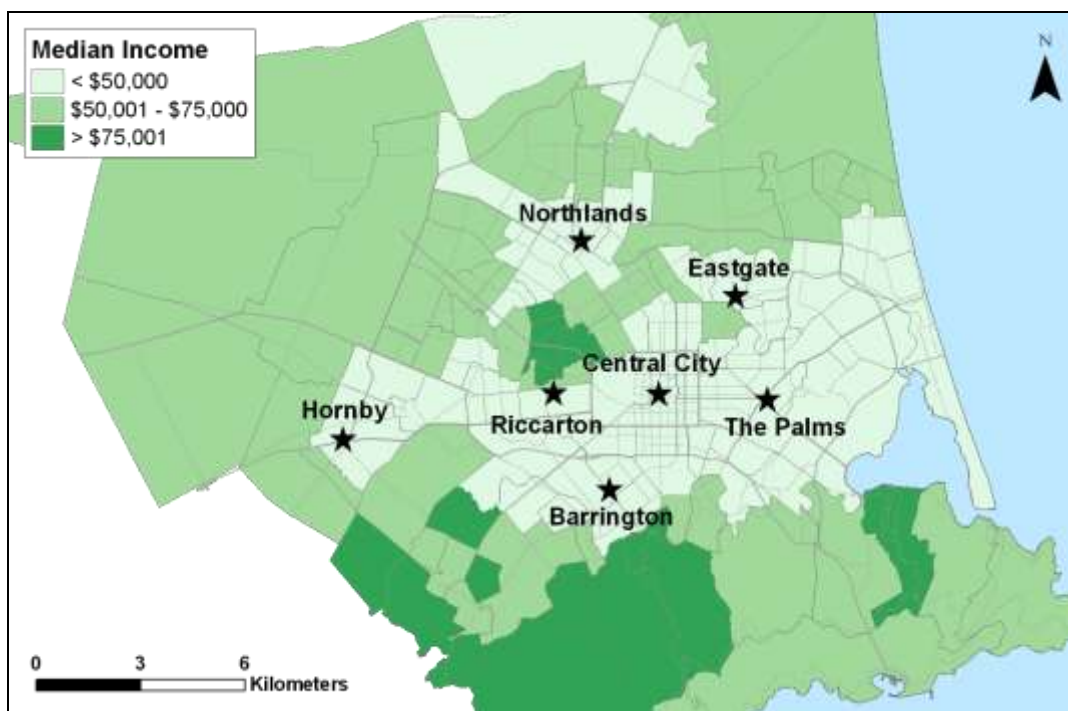 Median Income
< $50,000
$50,001 - $75,000
> $75,001
N
Northlands
Eastgate
Central City
Hornby
Riccarton
The Palms
Barrington
0 3 6
Kilometers